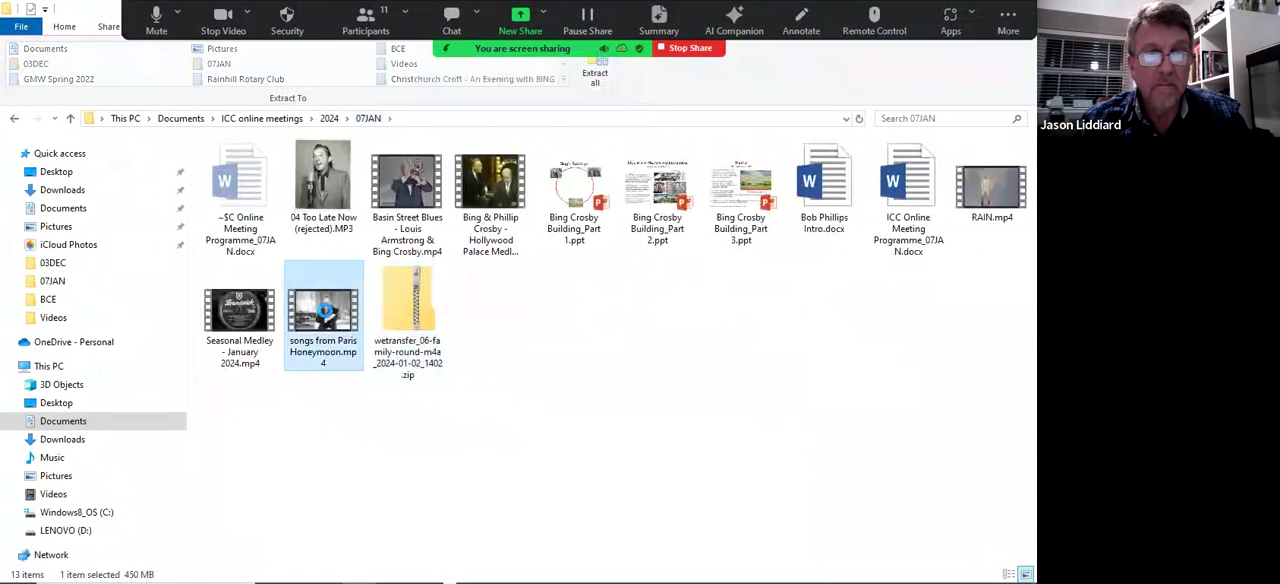 Mute
Stop Video
Security
Participants
11
Chat
New Share
Pause Share
Summary
AI Companion
Annotate
Remote Control
Apps
More
You are screen sharing
Stop Share
File
Home
Share
Documents
Pictures
BCE
03DEC
07JAN
Videos
GMW Spring 2022
Rainhill Rotary Club
Christchurch Croft - An Evening with BING
Extract To
Extract
all
This PC
Documents
ICC online meetings
2024
07JAN
Search 07JAN
Jason Liddiard
Quick access
Desktop
Downloads
Documents
Pictures
iCloud Photos
03DEC
07JAN
BCE
Videos
OneDrive - Personal
This PC
3D Objects
Desktop
Documents
Downloads
Music
Pictures
Videos
Windows8_OS (C:)
LENOVO (D:)
Network
~$C Online
Meeting
Programme_07JA
N.docx
04 Too Late Now
(rejected).MP3
Basin Street Blues
- Louis
Armstrong &
Bing Crosby.mp4
Bing & Phillip
Crosby -
Hollywood
Palace Medl...
Bing Crosby
Building_Part
1.ppt
Bing Crosby
Building_Part
2.ppt
Bing Crosby
Building_Part
3.ppt
Bob Phillips
Intro.docx
ICC Online
Meeting
Programme_07JA
N.docx
RAIN.mp4
Seasonal Medley
- January
2024.mp4
songs from Paris
Honeymoon.mp
4
wetransfer_06-fa
mily-round-m4a
_2024-01-02_1402
.zip
13 items
1 item selected 450 MB